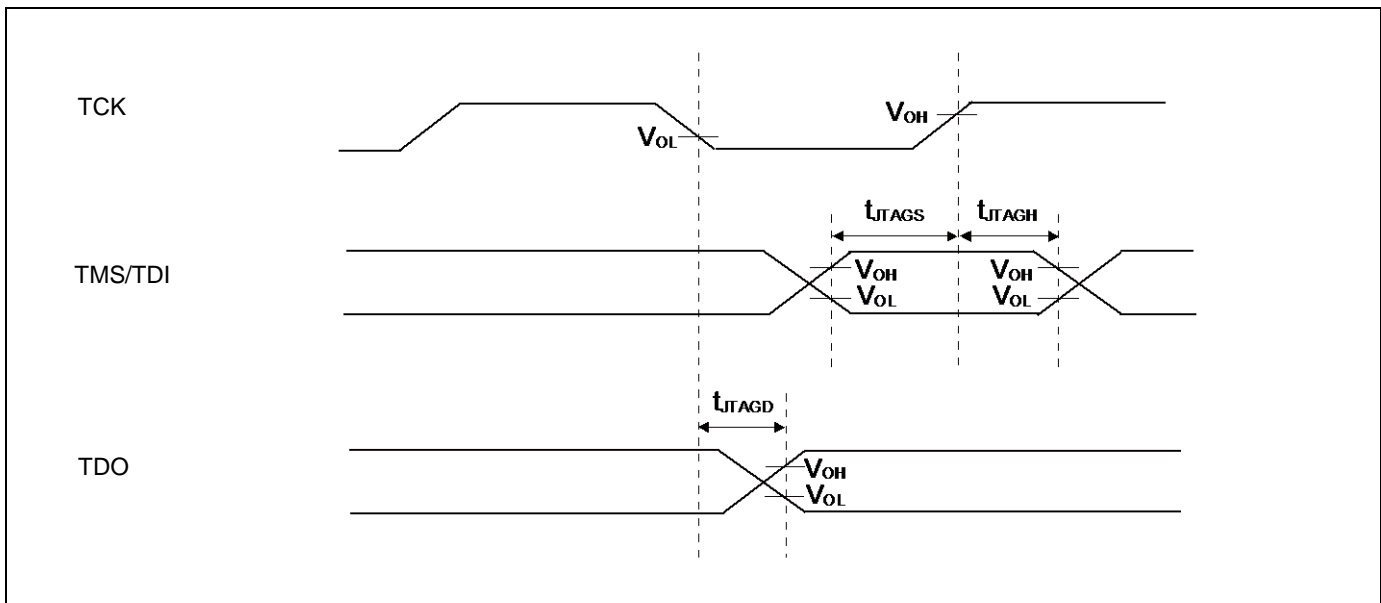 TCK
VOL
VOH
tJTAGS tJTAGH
TMS/TDI
VOH VOH
VOL VOL
tJTAGD
TDO
VOH
VOL